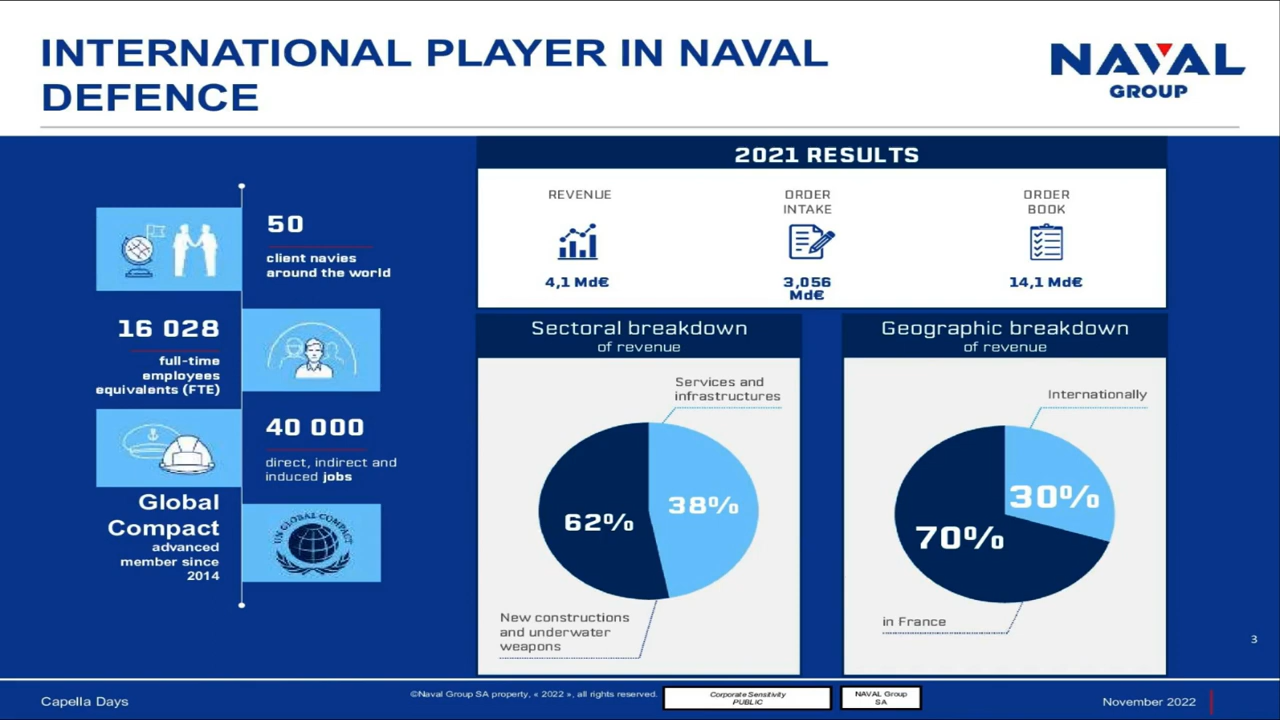 INTERNATIONAL PLAYER IN NAVAL
DEFENCE
NAVAL
GROUP
50
client navies
around the world
16 028
full-time
employees
equivalents (FTE)
40 000
direct, indirect and
induced jobs
Global
Compact
advanced
member since
2014
UN GLOBAL COMPACT
2021 RESULTS
REVENUE
4,1 Md€
ORDER
INTAKE
3,056
Md€
ORDER
BOOK
14,1 Md€
Sectoral breakdown
of revenue
Services and
infrastructures
62%
38%
New constructions
and underwater
weapons
Geographic breakdown
of revenue
Internationally
30%
70%
in France
3
Capella Days
©Naval Group SA property, « 2022 », all rights reserved.
Corporate Sensitivity
PUBLIC
NAVAL Group
SA
November 2022